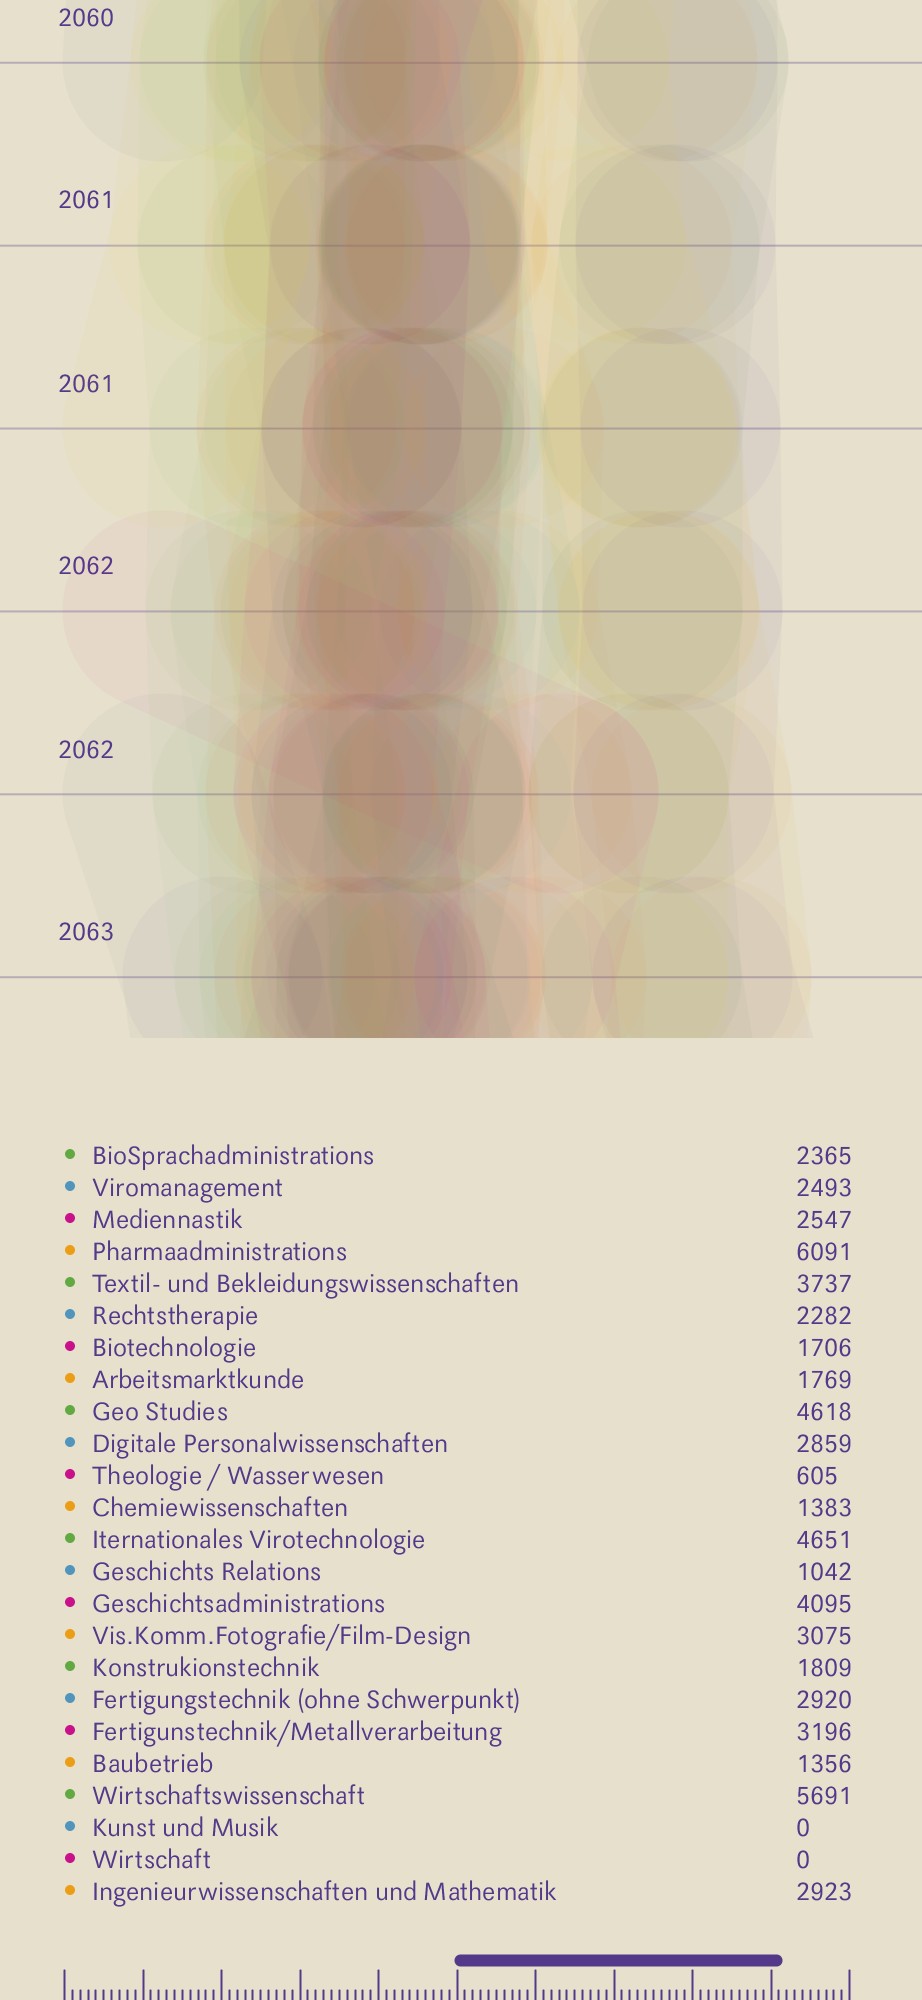 2060
2061
2061
2062
2062
2063
BioSprachadministrations 2365
Viromanagement 2493
Mediennastik 2547
Pharmaadministrations 6091
Textil- und Bekleidungswissenschaften 3737
Rechtstherapie 2282
Biotechnologie 1706
Arbeitsmarktkunde 1769
Geo Studies 4618
Digitale Personalwissenschaften 2859
Theologie / Wasserwesen 605
Chemiewissenschaften 1383
Iternationales Virotechnologie 4651
Geschichts Relations 1042
Geschichtsadministrations 4095
Vis.Komm.Fotografie/Film-Design 3075
Konstrukionstechnik 1809
Fertigungstechnik (ohne Schwerpunkt) 2920
Fertigunstechnik/Metallverarbeitung 3196
Baubetrieb 1356
Wirtschaftswissenschaft 5691
Kunst und Musik 0
Wirtschaft 0
Ingenieurwissenschaften und Mathematik 2923